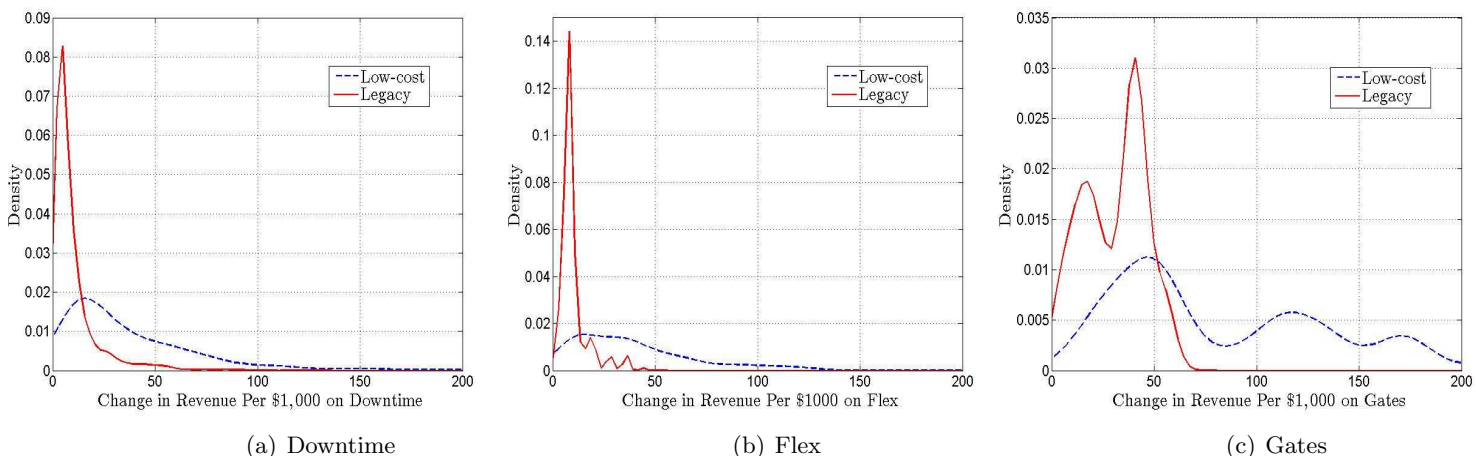 0.09
0.08
0.07
0.06
0.05
0.04
0.03
0.02
0.01
0
Density
Low-cost
Legacy
0 50 100 150 200
Change in Revenue Per $1,000 on Downtime
(a) Downtime
0.14
0.12
0.1
0.08
0.06
0.04
0.02
0
Density
Low-cost
Legacy
0 50 100 150 200
Change in Revenue Per $1000 on Flex
(b) Flex
0.035
0.03
0.025
0.02
0.015
0.01
0.005
0
Density
Low-cost
Legacy
0 50 100 150 200
Change in Revenue Per $1,000 on Gates
(c) Gates